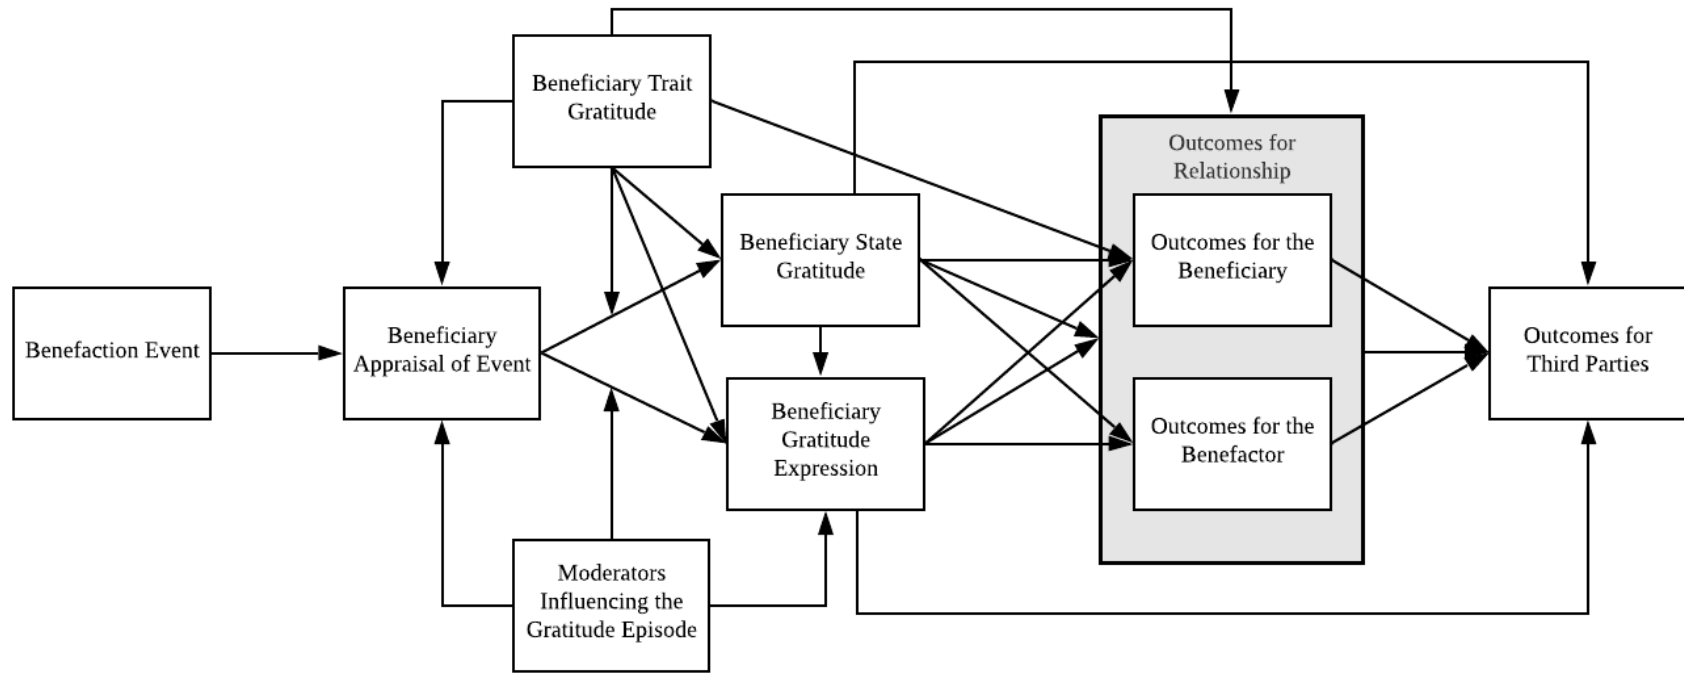 Beneficiary Trait
Gratitude
Outcomes for
Relationship
Beneficiary State
Gratitude
Outcomes for the
Beneficiary
Benefaction Event
Beneficiary
Appraisal of Event
Outcomes for
Third Parties
Beneficiary
Gratitude
Expression
Outcomes for the
Benefactor
Moderators
Influencing the
Gratitude Episode